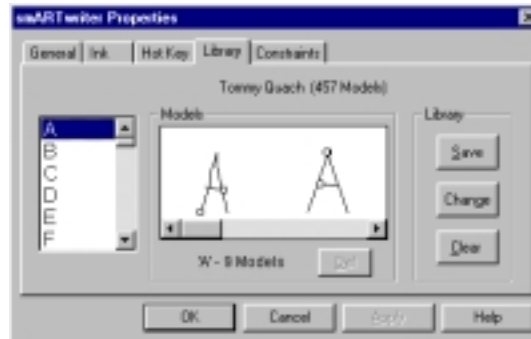 smARTwriter Properties
General Ink Hot Key Library Constraints
Tommy Quach (457 Models)
A
B
C
D
E
F
Models
'A' - 9 Models
Del
Library
Save
Change
Clear
OK Cancel Apply Help